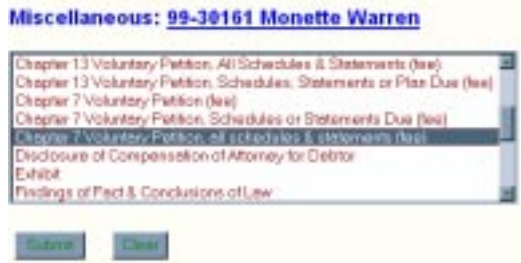 Miscellaneous: 99-30161 Monette Warren
Chapter 13 Voluntary Petition, All Schedules & Statements (fee)
Chapter 13 Voluntary Petition, Schedules, Statements or Plan Due (fee)
Chapter 7 Voluntary Petition (fee)
Chapter 7 Voluntary Petition, Schedules or Statements Due (fee)
Chapter 7 Voluntary Petition, all schedules & statements (fee)
Disclosure of Compensation of Attorney for Debtor
Exhibit
Findings of Fact & Conclusions of Law
Submit Clear